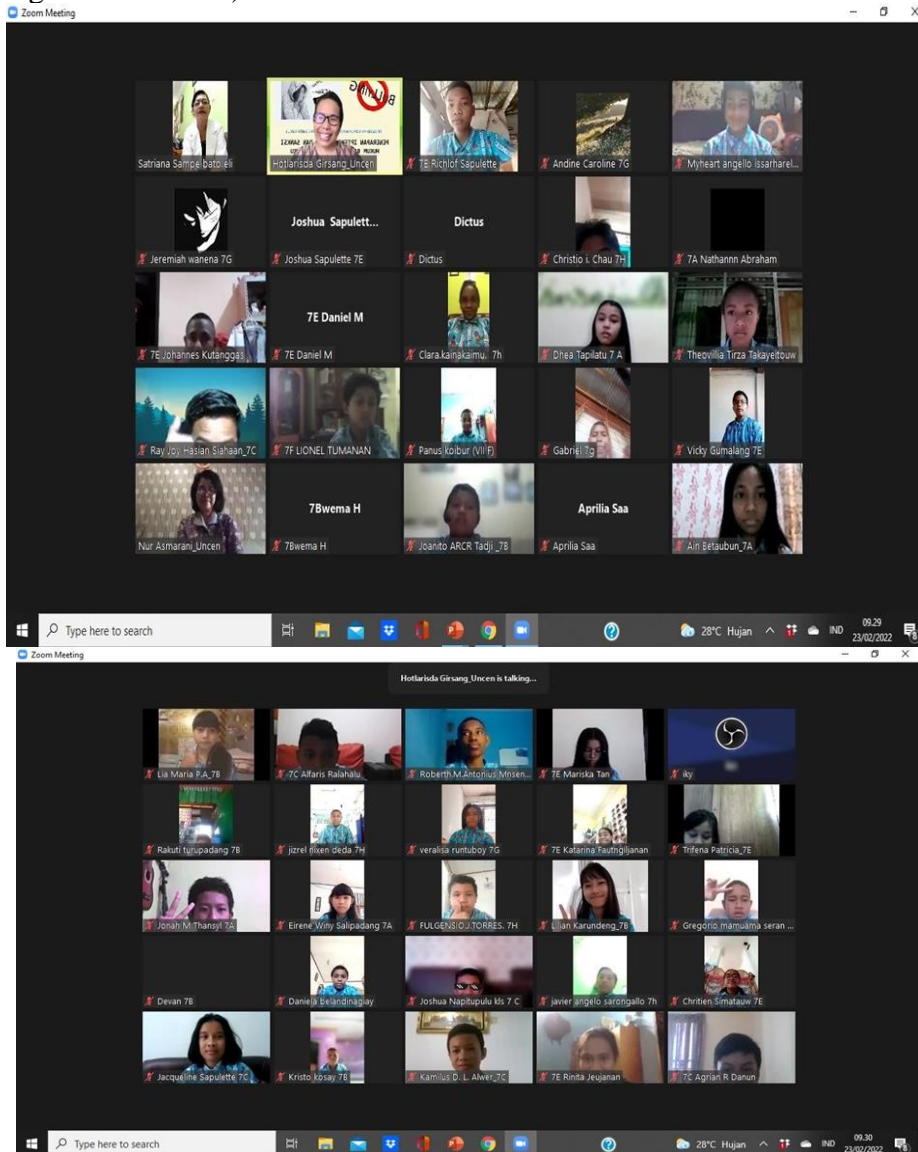 Zoom Meeting
BULLYING
Satriana Sampe bato eli
Hotlarisda Girsang_Uncen
7E Richlof Sapulette
Andine Caroline 7G
Myheart angello issarharel...
Joshua Sapulett...
Dictus
Jeremiah wanena 7G
Joshua Sapulette 7E
Dictus
Christio i. Chau 7H
7A Nathannn Abraham
7E Daniel M
7E Johannes Kutanggas
7E Daniel M
Clara.kainakaimu, 7h
Dhea Tapilatu 7 A
Theovillia Tirza Takayeitouw
Ray Joy Hasian Siahaan_7C
7F LIONEL TUMANAN
Panus koibur (VII F)
Gabriel 7g
Vicky Gumalang 7E
7Bwema H
Aprilia Saa
Nur Asmarani_Uncen
7Bwema H
Joanito ARCR Tadji _7B
Aprilia Saa
Ain Betaubun_7A
Type here to search
28°C Hujan
IND
09.29
23/02/2022
Zoom Meeting
Hotlarisda Girsang_Uncen is talking...
Lia Maria P.A_7B
7C Alfaris Ralahalu
Roberth.M.Antonius Mnsen...
7E Mariska Tan
iky
Rakuti turupadang 7B
jizrel nixen deda 7H
veralisa runtuboy 7G
7E Katarina Fautngiljanan
Trifena Patricia_7E
Jonah M Thansyl 7A
Eirene Winy Salipadang 7A
FULGENSIO.J.TORRES. 7H
Lilian Karundeng_7B
Gregorio mamuama seran ...
Devan 7B
Daniela belandinagiay
Joshua Napitupulu kls 7 C
javier angelo sarongallo 7h
Chritien Simatauw 7E
Jacqueline Sapulette 7C
Kristo kosay 7B
Kamilus D. L. Alwer_7C
7E Rinita Jeujanan
7C Agrian R Danun
Type here to search
28°C Hujan
IND
09.30
23/02/2022